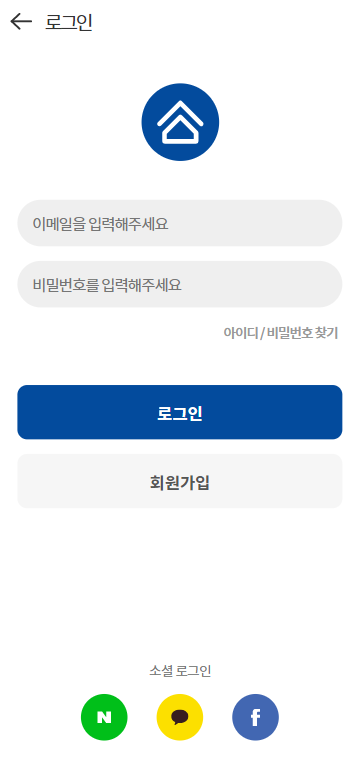 로그인
이메일을 입력해주세요
비밀번호를 입력해주세요
아이디 / 비밀번호 찾기
로그인
회원가입
소셜 로그인
N f